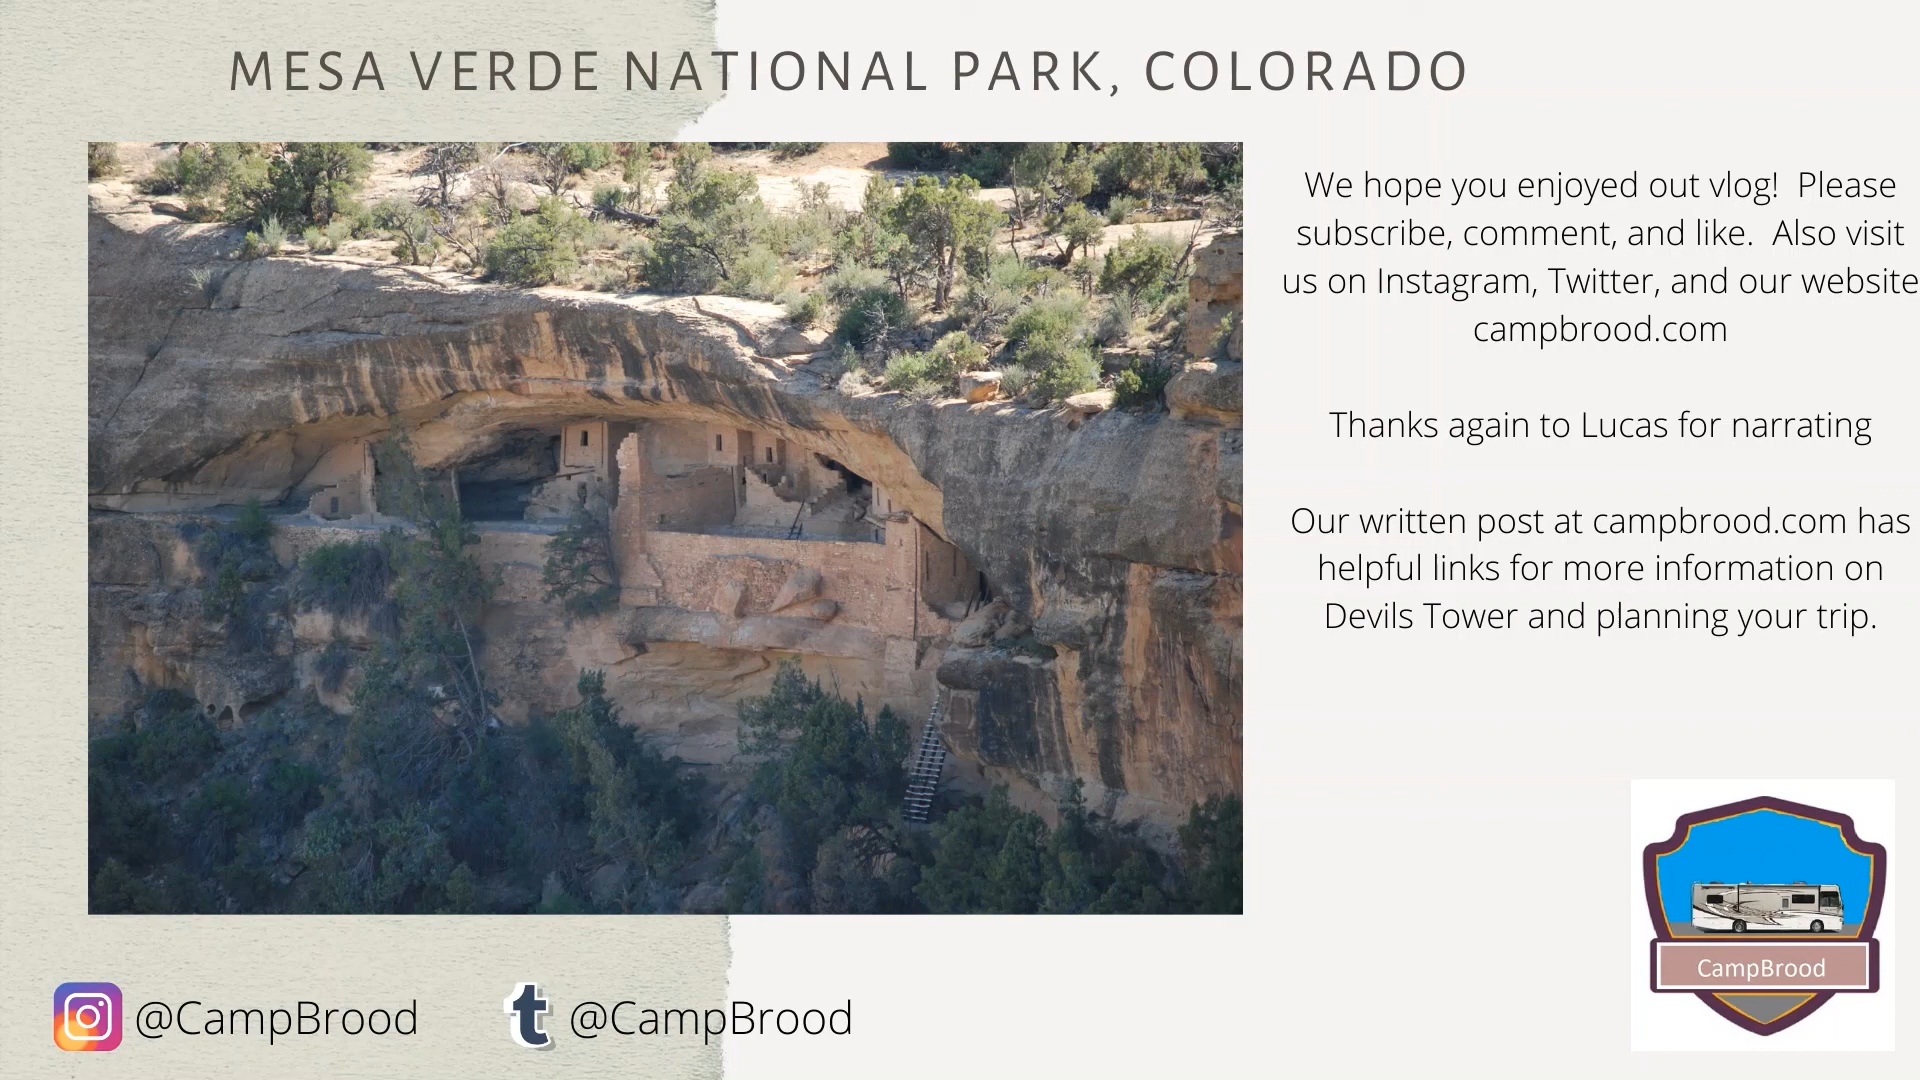 MESA VERDE NATIONAL PARK, COLORADO
We hope you enjoyed out vlog!  Please
subscribe, comment, and like.  Also visit
us on Instagram, Twitter, and our website
campbrood.com
Thanks again to Lucas for narrating
Our written post at campbrood.com has
helpful links for more information on
Devils Tower and planning your trip.
CampBrood
@CampBrood
t @CampBrood